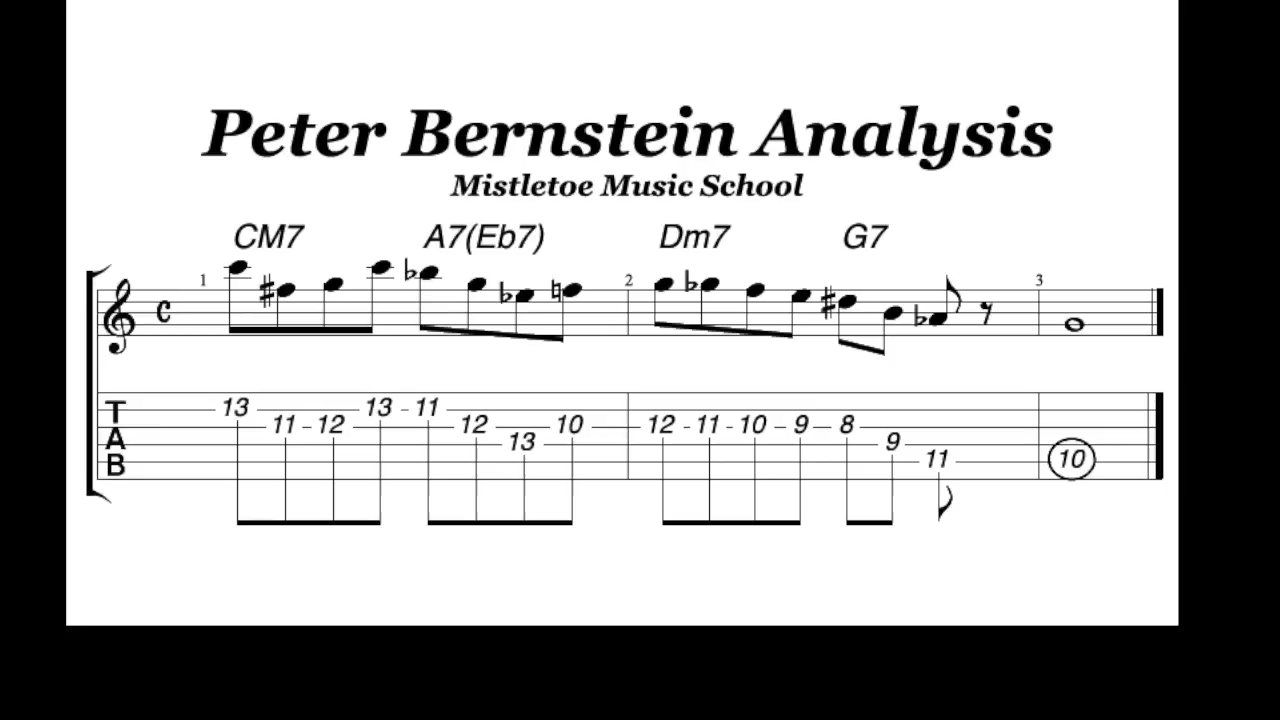 Peter Bernstein Analysis
Mistletoe Music School
CM7 A7(Eb7) Dm7 G7
1 2 3
T
A
B
13 11 12 13 11 12 13 10 12 11 10 9 8 9 11 10